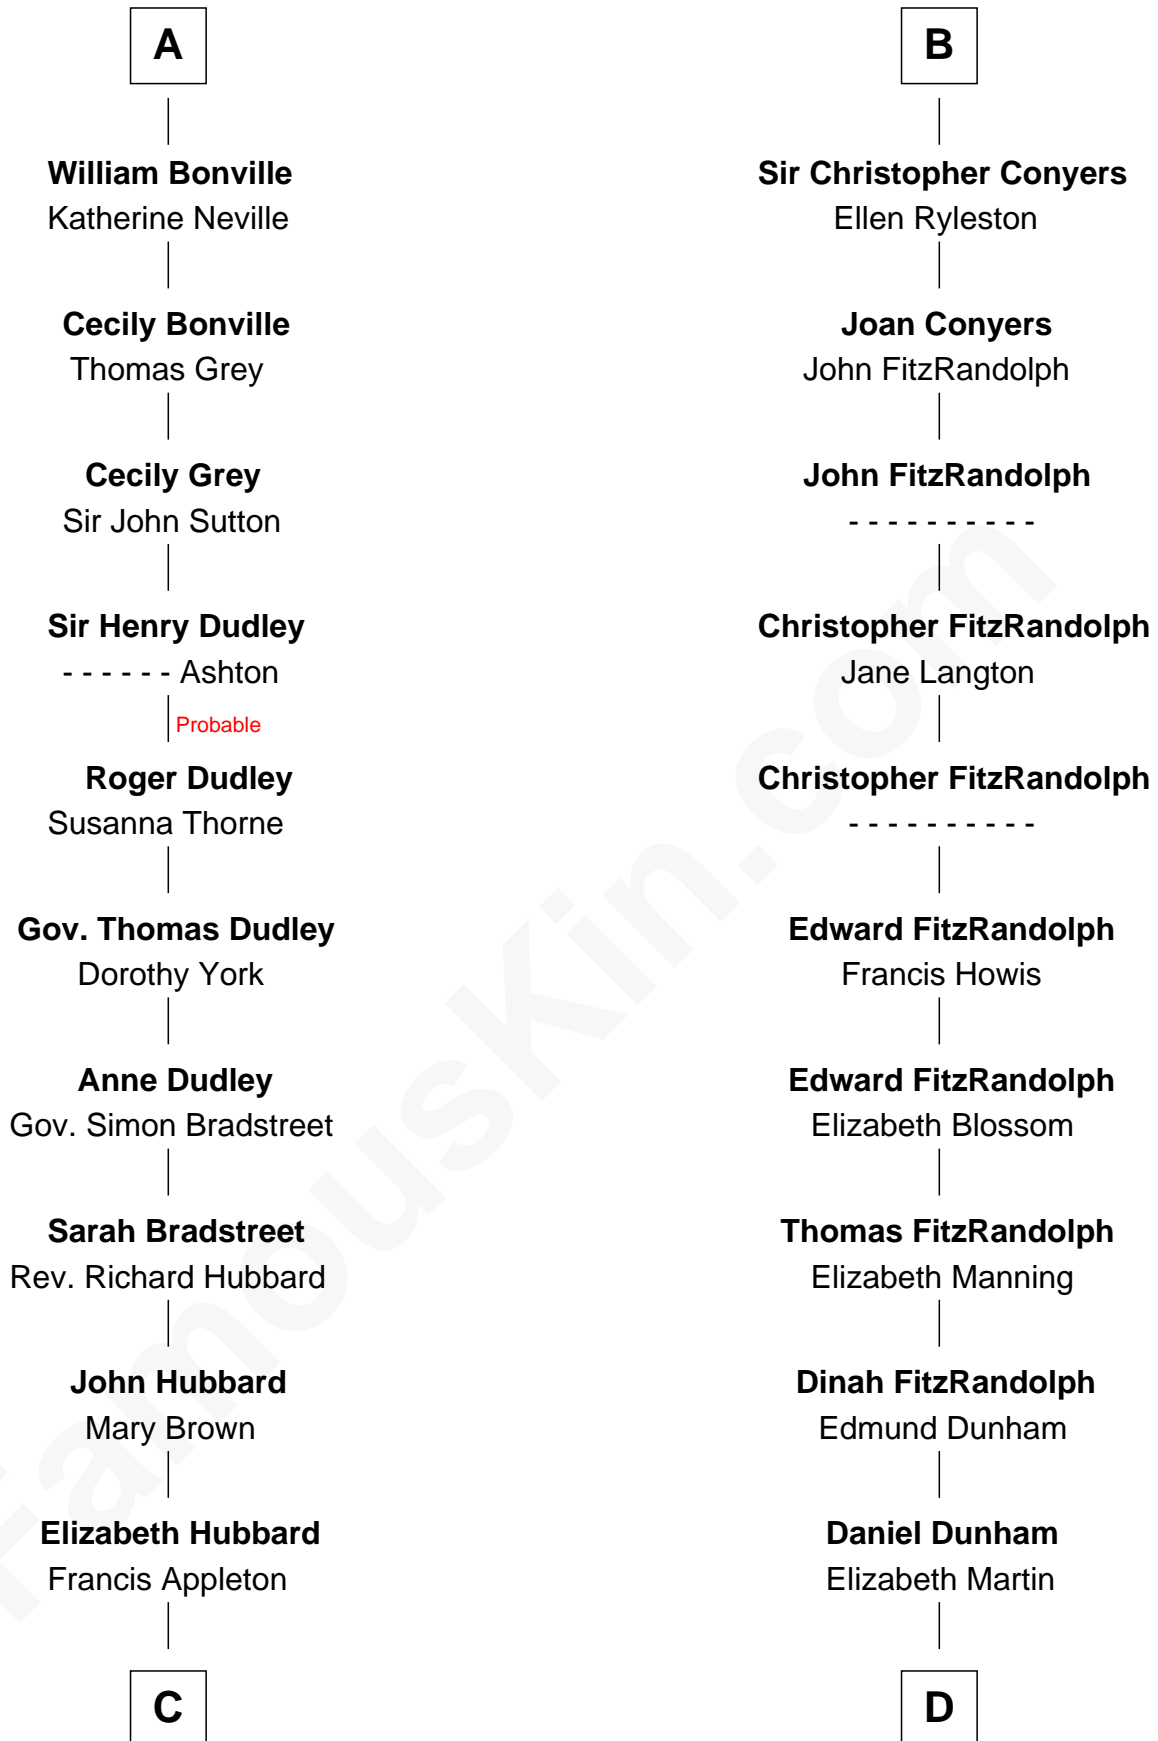 A
William Bonville
Katherine Neville
Cecily Bonville
Thomas Grey
Cecily Grey
Sir John Sutton
Sir Henry Dudley
- - - - - - Ashton
Probable
Roger Dudley
Susanna Thorne
Gov. Thomas Dudley
Dorothy York
Anne Dudley
Gov. Simon Bradstreet
Sarah Bradstreet
Rev. Richard Hubbard
John Hubbard
Mary Brown
Elizabeth Hubbard
Francis Appleton
C
B
Sir Christopher Conyers
Ellen Ryleston
Joan Conyers
John FitzRandolph
John FitzRandolph
- - - - - - - - - -
Christopher FitzRandolph
Jane Langton
Christopher FitzRandolph
- - - - - - - - - -
Edward FitzRandolph
Francis Howis
Edward FitzRandolph
Elizabeth Blossom
Thomas FitzRandolph
Elizabeth Manning
Dinah FitzRandolph
Edmund Dunham
Daniel Dunham
Elizabeth Martin
D
FamousKin.com